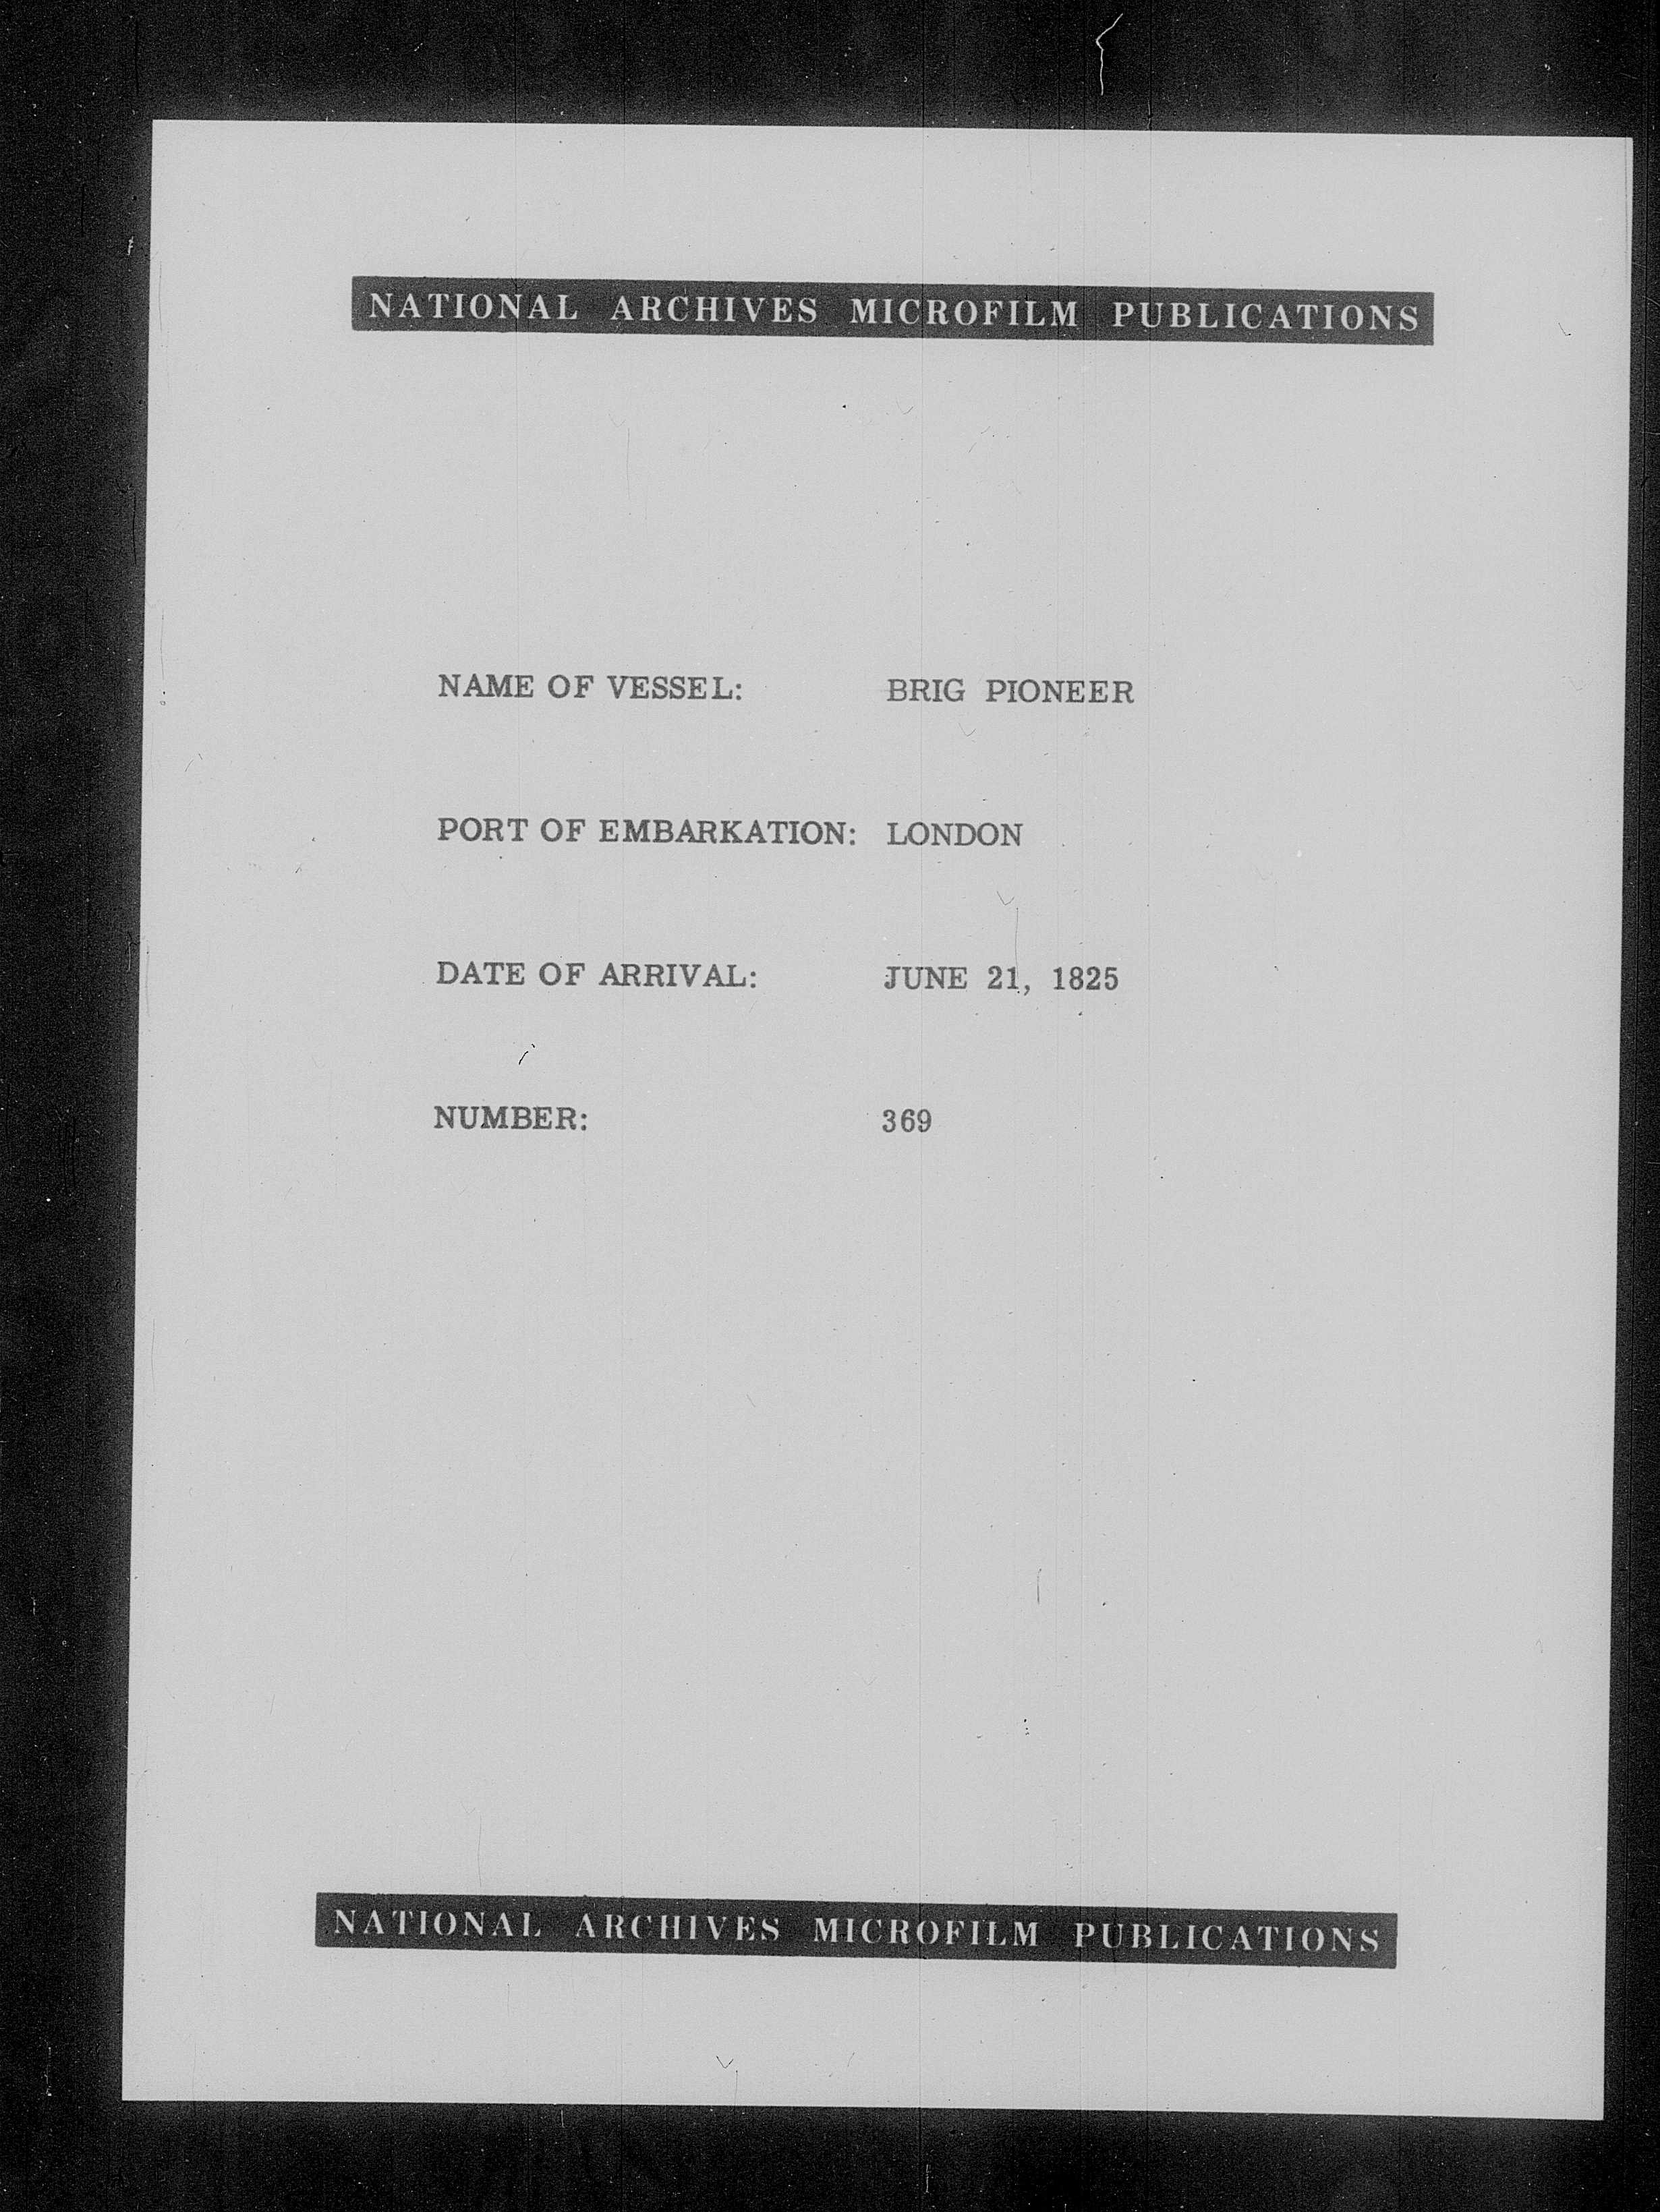 NATIONAL ARCHIVES MICROFILM PUBLICATIONS
NAME OF VESSEL: BRIG PIONEER
PORT OF EMBARKATION: LONDON
DATE OF ARRIVAL: JUNE 21, 1825
NUMBER: 369
NATIONAL ARCHIVES MICROFILM PUBLICATIONS